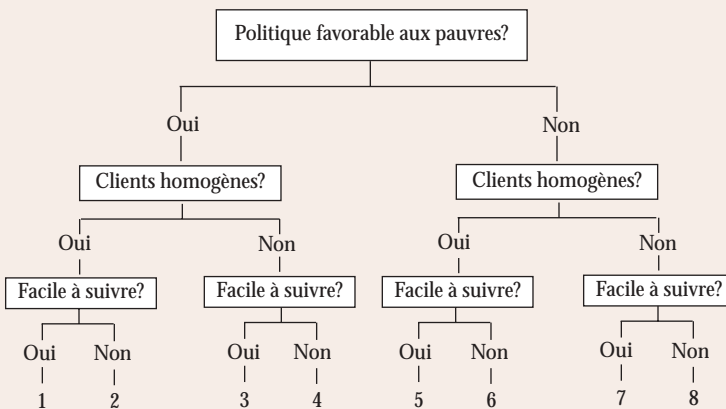 Politique favorable aux pauvres?
Oui Non
Clients homogènes? Clients homogènes?
Oui Non Oui Non
Facile à suivre? Facile à suivre? Facile à suivre? Facile à suivre?
Oui Non Oui Non Oui Non Oui Non
1 2 3 4 5 6 7 8